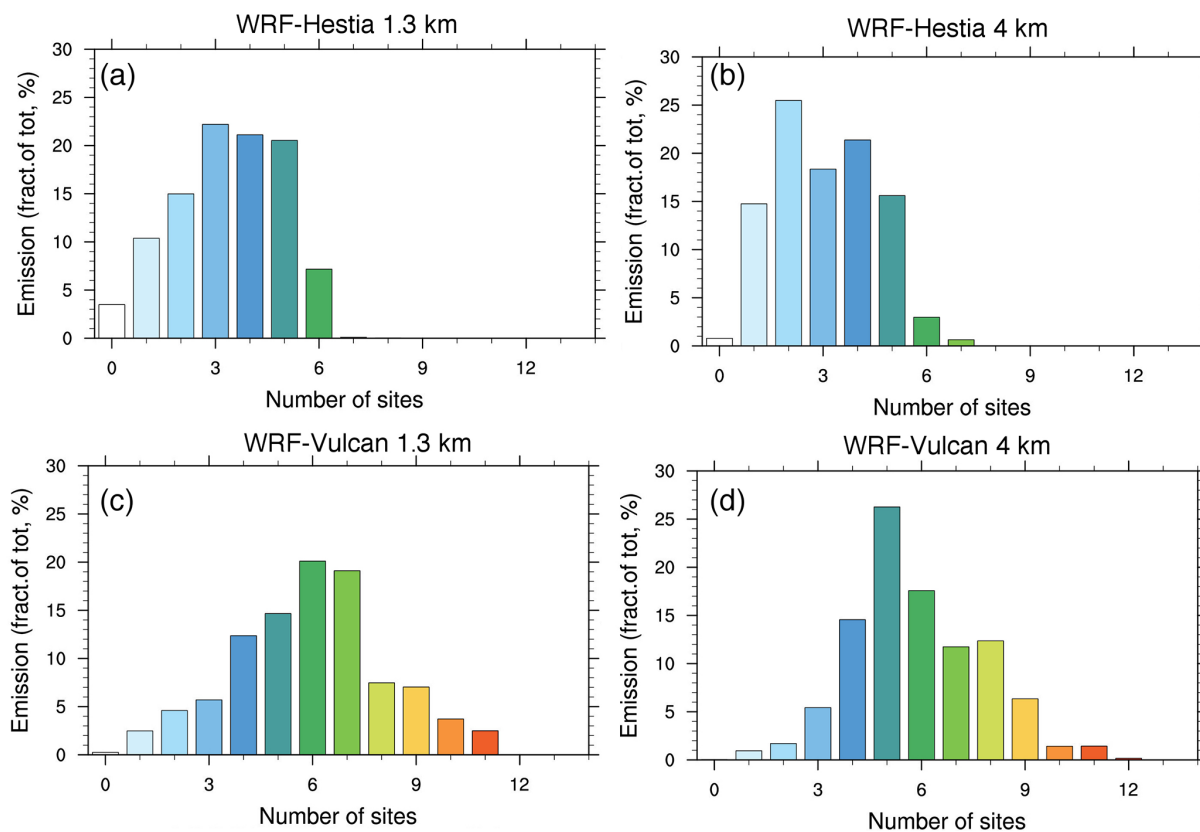 WRF-Hestia 1.3 km
(a)
Emission (fract.of tot, %)
30
25
20
15
10
5
0
0 3 6 9 12
Number of sites
WRF-Hestia 4 km
(b)
Emission (fract.of tot, %)
30
25
20
15
10
5
0
0 3 6 9 12
Number of sites
WRF-Vulcan 1.3 km
(c)
Emission (fract.of tot, %)
30
25
20
15
10
5
0
0 3 6 9 12
Number of sites
WRF-Vulcan 4 km
(d)
Emission (fract.of tot, %)
30
25
20
15
10
5
0
0 3 6 9 12
Number of sites